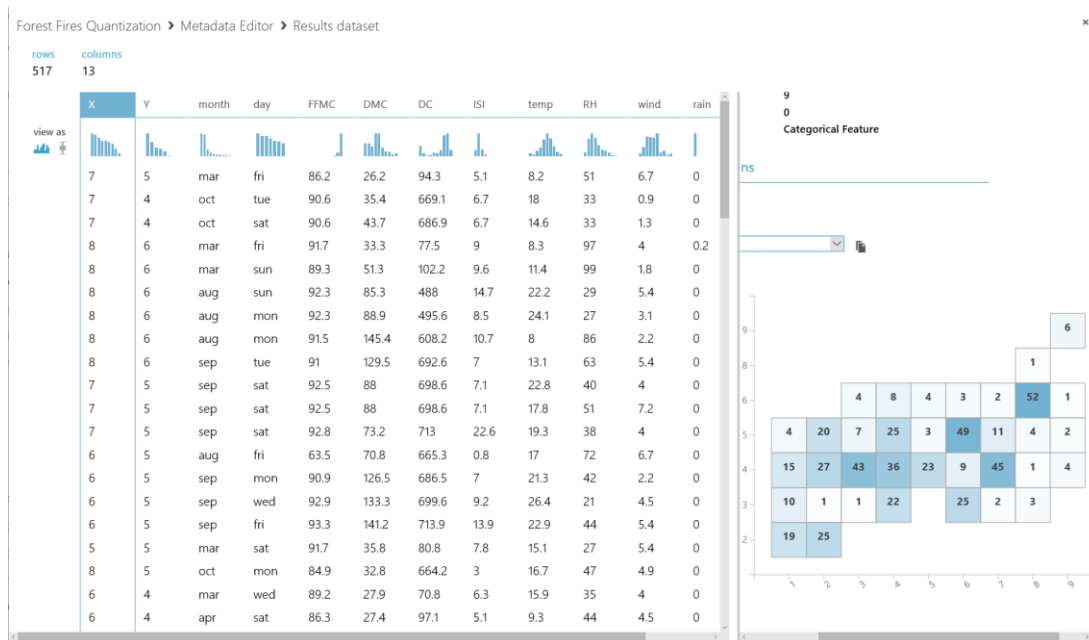 Forest Fires Quantization > Metadata Editor > Results dataset
×
rows columns
517 13
X Y month day FFMC DMC DC ISI temp RH wind rain
view as
7 5 mar fri 86.2 26.2 94.3 5.1 8.2 51 6.7 0
7 4 oct tue 90.6 35.4 669.1 6.7 18 33 0.9 0
7 4 oct sat 90.6 43.7 686.9 6.7 14.6 33 1.3 0
8 6 mar fri 91.7 33.3 77.5 9 8.3 97 4 0.2
8 6 mar sun 89.3 51.3 102.2 9.6 11.4 99 1.8 0
8 6 aug sun 92.3 85.3 488 14.7 22.2 29 5.4 0
8 6 aug mon 92.3 88.9 495.6 8.5 24.1 27 3.1 0
8 6 aug mon 91.5 145.4 608.2 10.7 8 86 2.2 0
8 6 sep tue 91 129.5 692.6 7 13.1 63 5.4 0
7 5 sep sat 92.5 88 698.6 7.1 22.8 40 4 0
7 5 sep sat 92.5 88 698.6 7.1 17.8 51 7.2 0
7 5 sep sat 92.8 73.2 713 22.6 19.3 38 4 0
6 5 aug fri 63.5 70.8 665.3 0.8 17 72 6.7 0
6 5 sep mon 90.9 126.5 686.5 7 21.3 42 2.2 0
6 5 sep wed 92.9 133.3 699.6 9.2 26.4 21 4.5 0
6 5 sep fri 93.3 141.2 713.9 13.9 22.9 44 5.4 0
5 5 mar sat 91.7 35.8 80.8 7.8 15.1 27 5.4 0
8 5 oct mon 84.9 32.8 664.2 3 16.7 47 4.9 0
6 4 mar wed 89.2 27.9 70.8 6.3 15.9 35 4 0
6 4 apr sat 86.3 27.4 97.1 5.1 9.3 44 4.5 0
9
0
Categorical Feature
ns
9 6
8 1
6 4 8 4 3 2 52 1
5 4 20 7 25 3 49 11 4 2
4 15 27 43 36 23 9 45 1 4
3 10 1 1 22 25 2 3
2 19 25
1 2 3 4 5 6 7 8 9